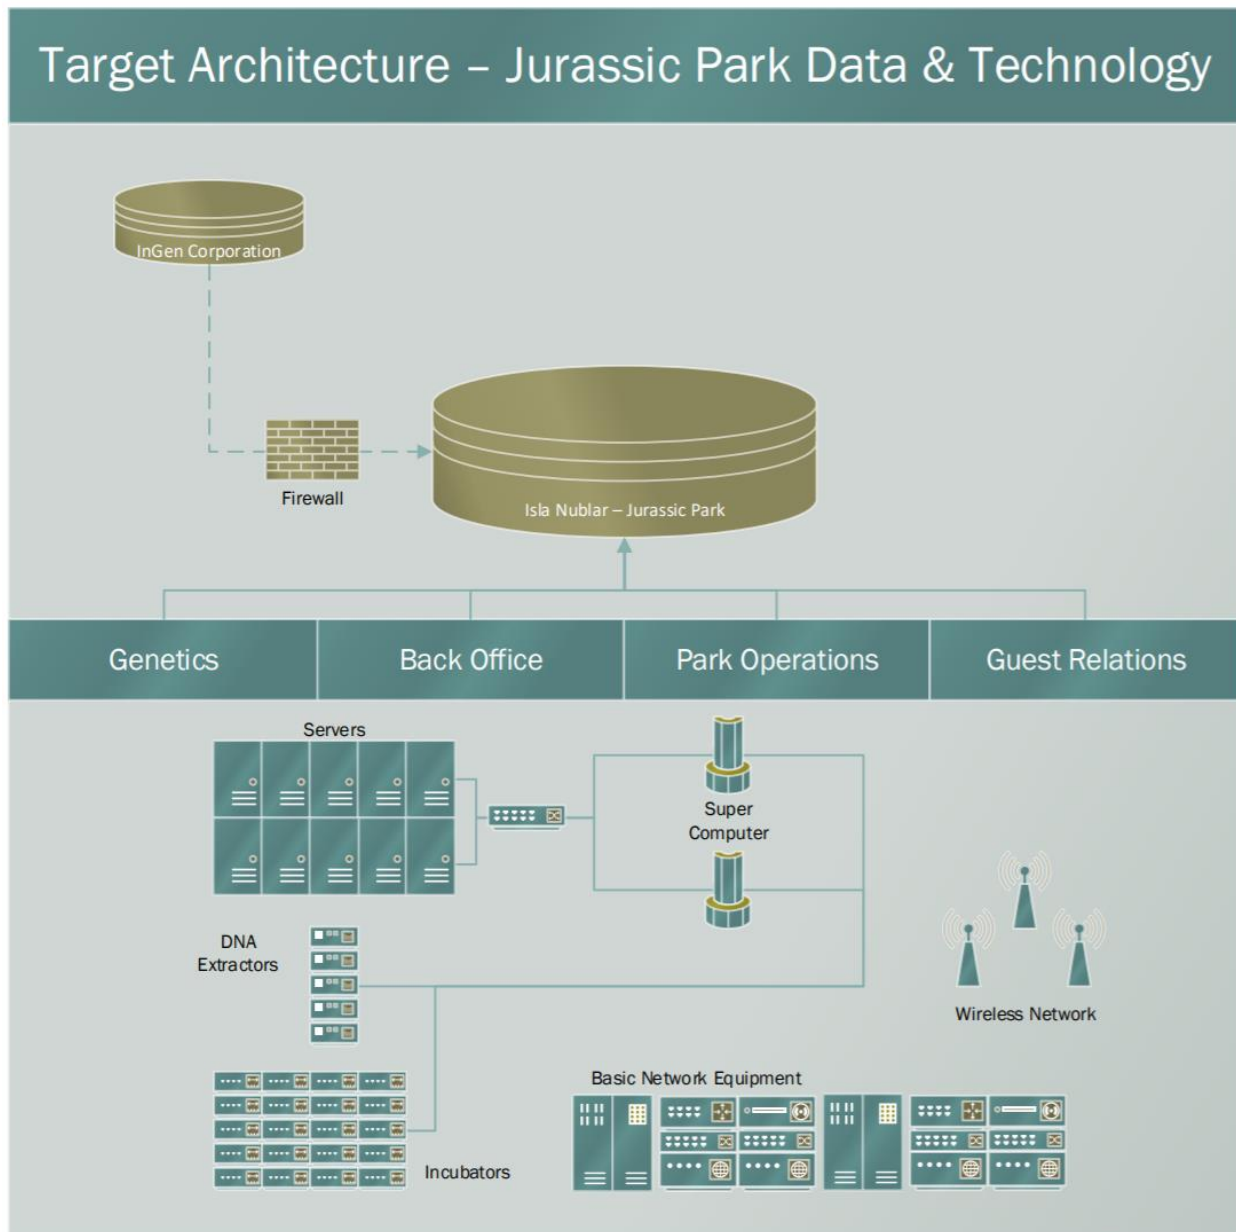 Target Architecture – Jurassic Park Data & Technology
InGen Corporation
Firewall
Isla Nublar – Jurassic Park
Genetics
Back Office
Park Operations
Guest Relations
Servers
Super
Computer
DNA
Extractors
Wireless Network
Basic Network Equipment
Incubators